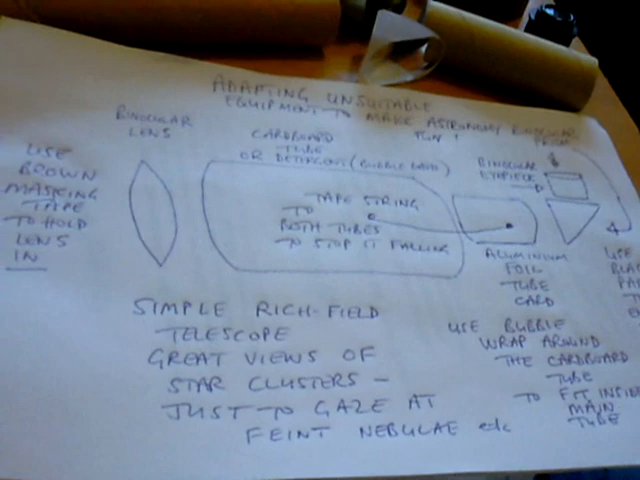 ADAPTING UNSUITABLE
EQUIPMENT TO MAKE ASTRONOMY
FUN !
BINOCULAR
PRISM
BINOCULAR
LENS
CARDBOARD
TUBE
OR DETERGENT (BUBBLE
BINOCULAR
EYEPIECE
USE
BROWN
MASKING
TAPE
TO HOLD
LENS
IN
TAPE STRING
TO
BOTH TUBES
TO STOP IT FALLING
ALUMINIUM
FOIL
TUBE
CARD
USE
SIMPLE RICH-FIELD
TELESCOPE
GREAT VIEWS OF
STAR CLUSTERS -
JUST TO GAZE AT
FEINT NEBULAE etc
USE BUBBLE
WRAP AROUND
THE CARDBOARD
TUBE
TO FIT INSIDE
MAIN
TUBE